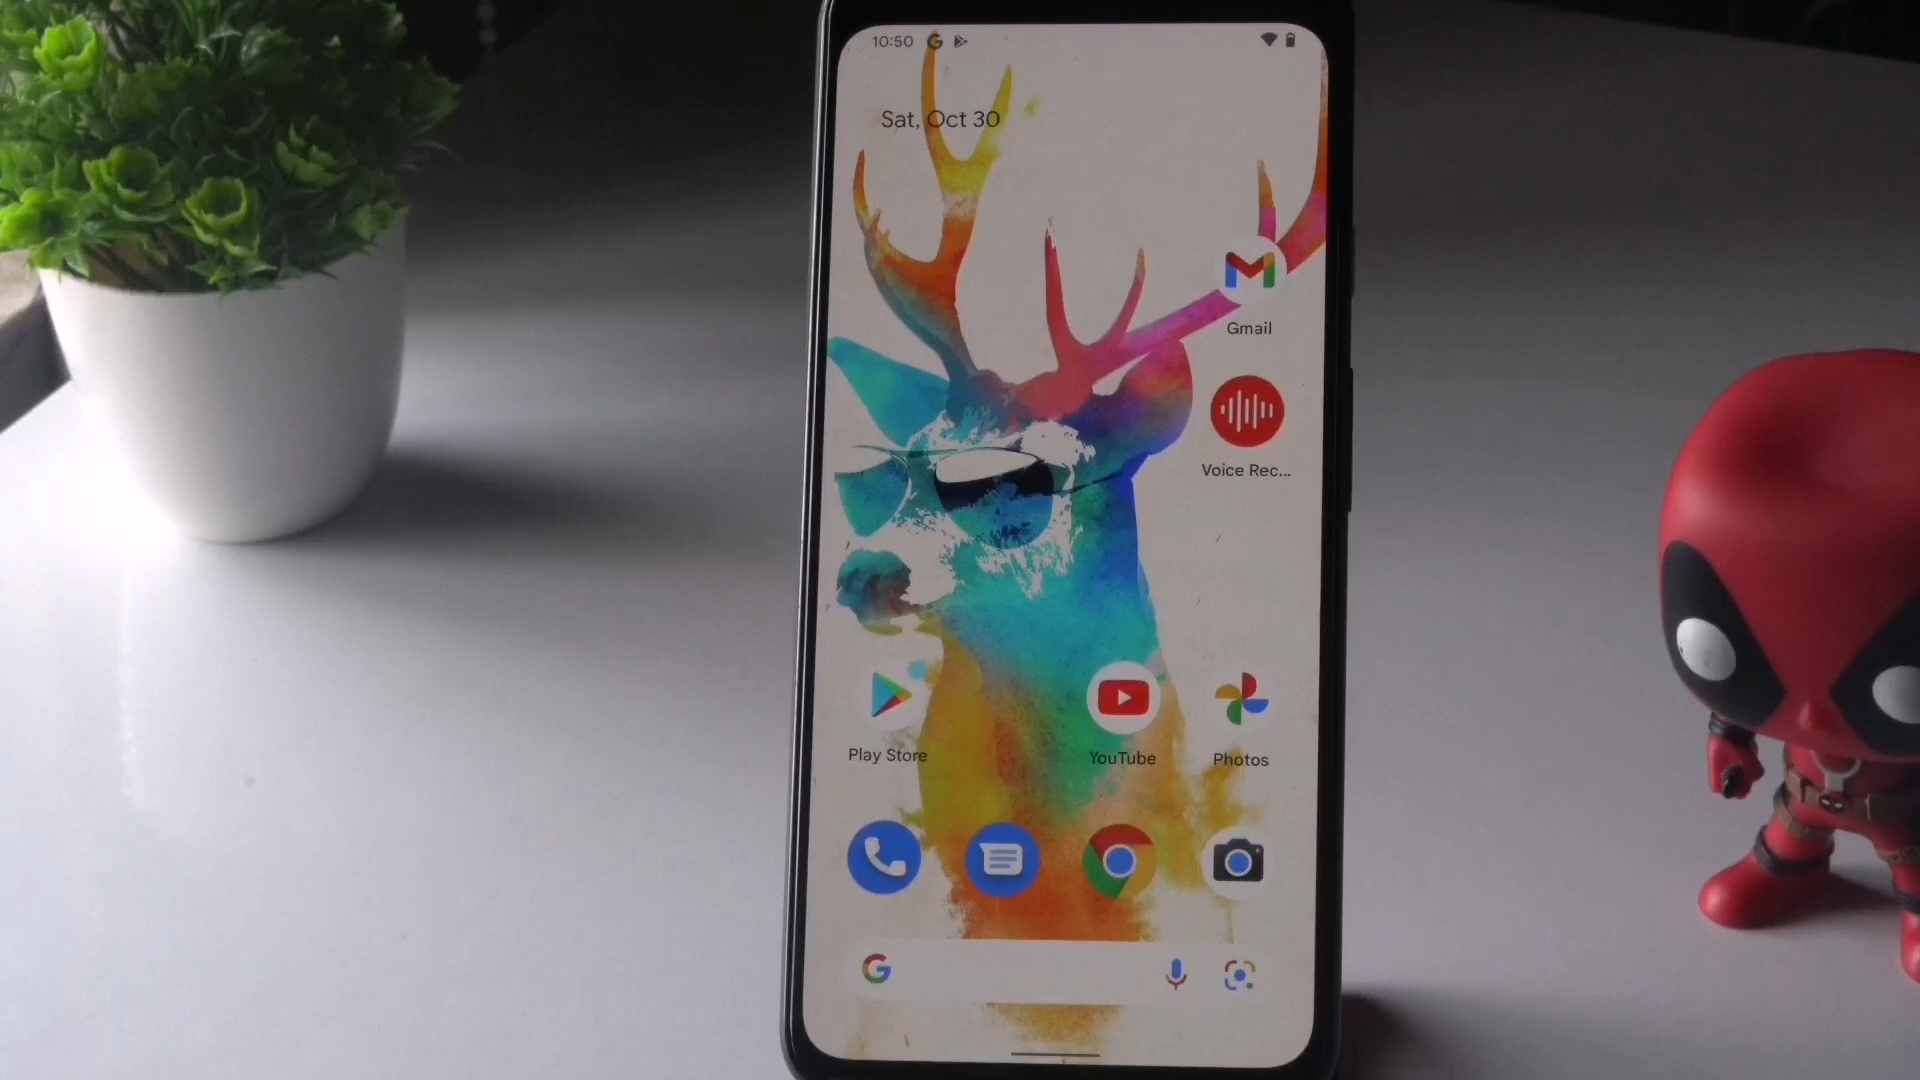 10:50
Sat, Oct 30
Gmail
Voice Rec...
Play Store
YouTube
Photos